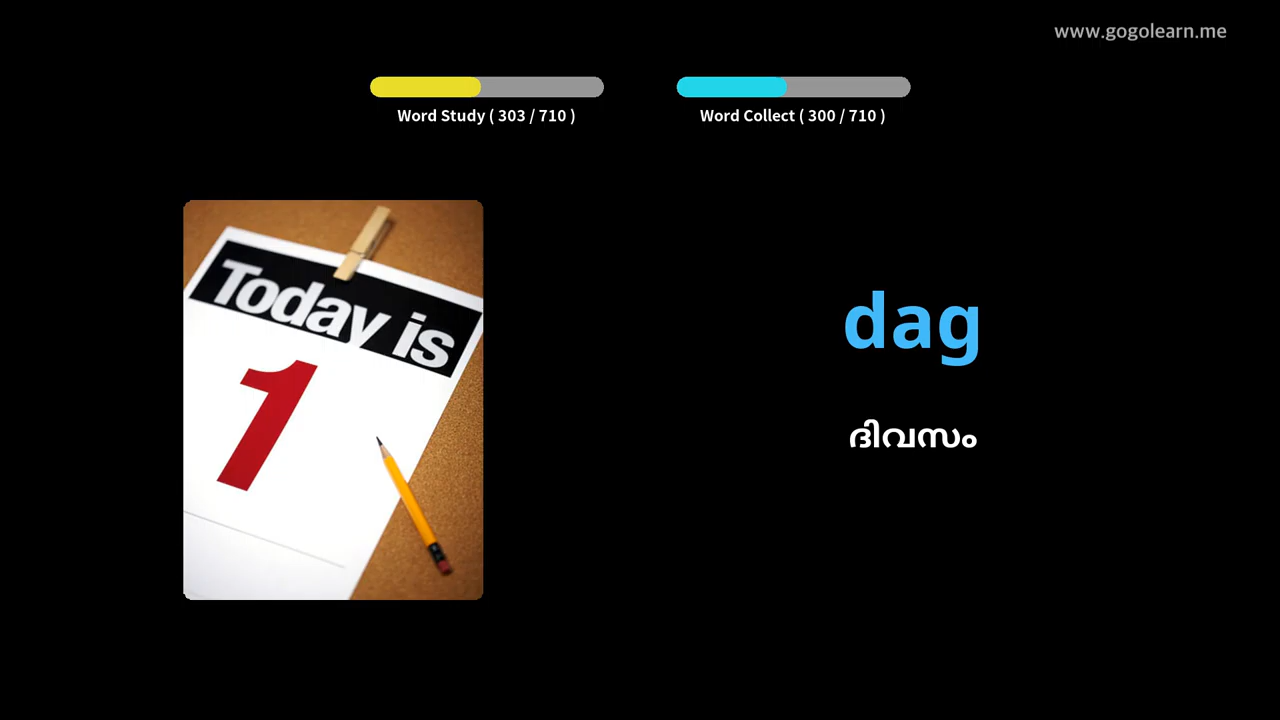 www.gogolearn.me
Word Study ( 303 / 710 )
Word Collect ( 300 / 710 )
Today is
1
dag
ദിവസം